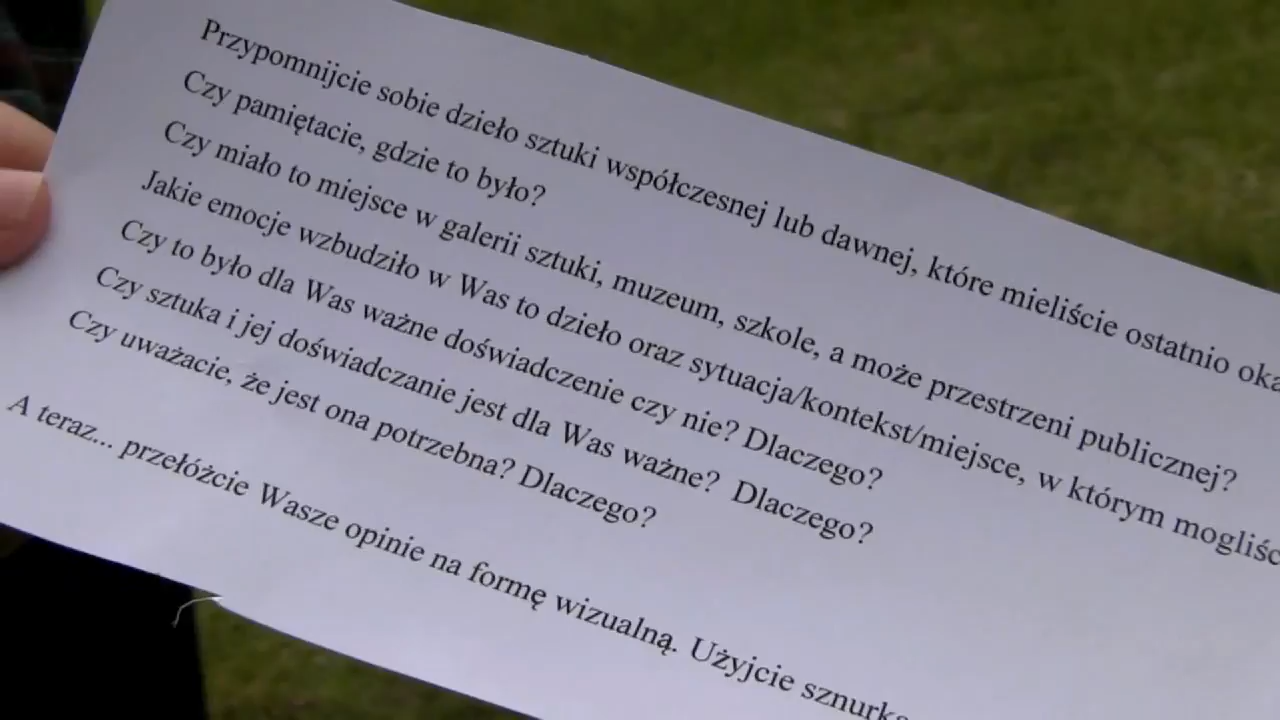 Przypomnijcie sobie dzieło sztuki współczesnej lub dawnej, które mieliście ostatnio
Czy pamiętacie, gdzie to było?
Czy miało to miejsce w galerii sztuki, muzeum, szkole, a może przestrzeni publicznej?
Jakie emocje wzbudziło w Was to dzieło oraz sytuacja/kontekst/miejsce, w którym
Czy to było dla Was ważne doświadczenie czy nie? Dlaczego?
Czy sztuka i jej doświadczanie jest dla Was ważne? Dlaczego?
Czy uważacie, że jest ona potrzebna? Dlaczego?
A teraz... przełóżcie Wasze opinie na formę wizualną. Użyjcie